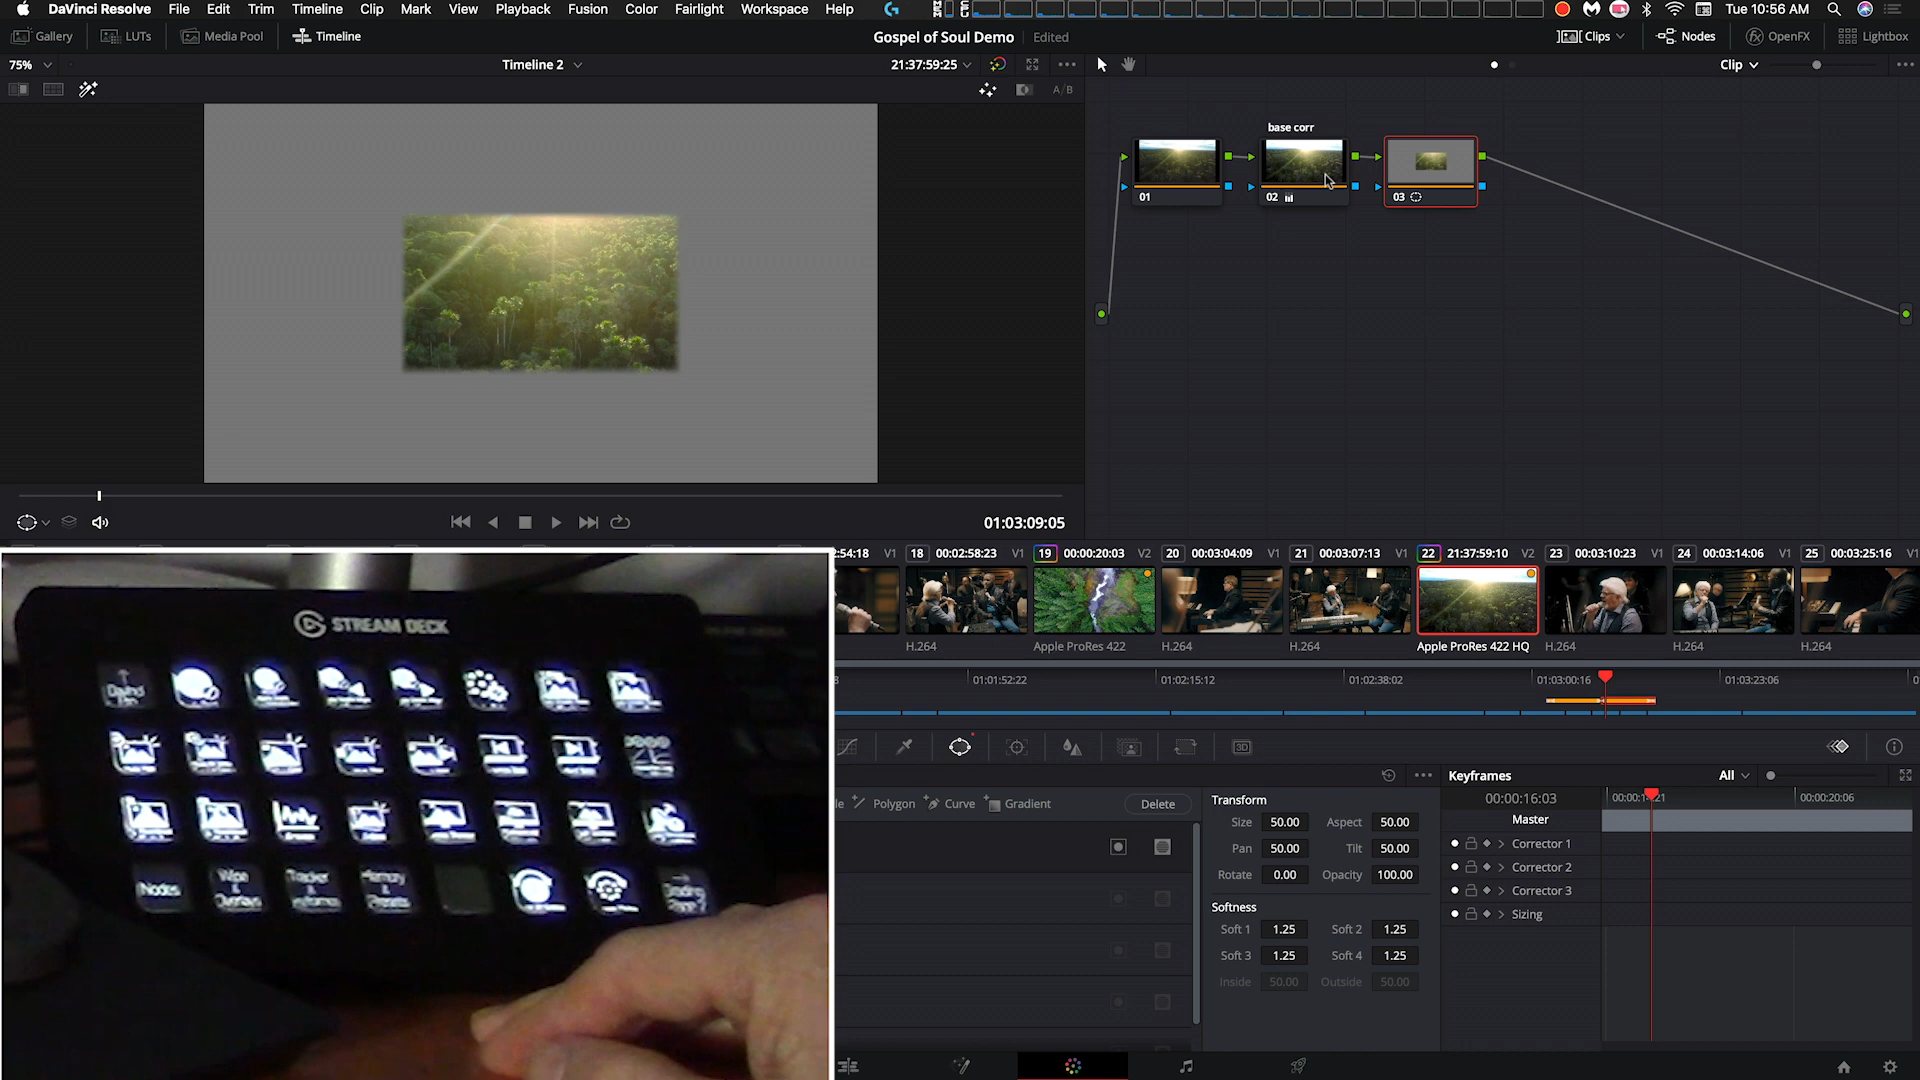 DaVinci Resolve File Edit Trim Timeline Clip Mark View Playback Fusion Color Fairlight Workspace Help Tue 10:56 AM
Gallery LUTs Media Pool Timeline Gospel of Soul Demo Edited Clips Nodes OpenFX Lightbox
75% Timeline 2 21:37:59:25 Clip
A/B
base corr
01 02 03
01:03:09:05
2:54:18 V1 18 00:02:58:23 V1 19 00:00:20:03 V2 20 00:03:04:09 V1 21 00:03:07:13 V1 22 21:37:59:10 V2 23 00:03:10:23 V1 24 00:03:14:06 V1 25 00:03:25:16 V1
H.264 Apple ProRes 422 H.264 H.264 Apple ProRes 422 HQ H.264 H.264 H.264
01:01:52:22 01:02:15:12 01:02:38:02 01:03:00:16 01:03:23:06
3D
Keyframes All
Polygon Curve Gradient Delete
Transform
Size 50.00 Aspect 50.00
Pan 50.00 Tilt 50.00
Rotate 0.00 Opacity 100.00
Softness
Soft 1 1.25 Soft 2 1.25
Soft 3 1.25 Soft 4 1.25
Inside 50.00 Outside 50.00
00:00:16:03 00:00:20:06
Master
Corrector 1
Corrector 2
Corrector 3
Sizing
STREAM DECK
Nodes Wipe & Overlays Memory & Presets